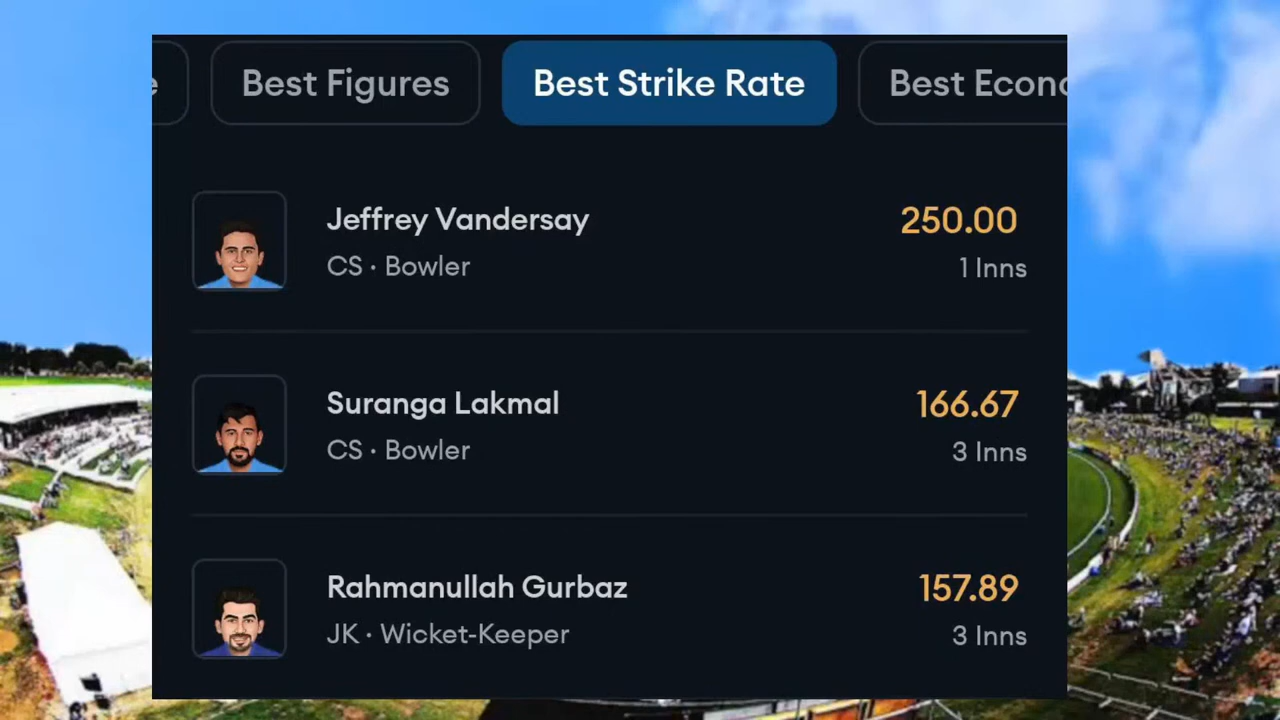 Best Figures
Best Strike Rate
Best Econo
Jeffrey Vandersay
250.00
CS · Bowler
1 Inns
Suranga Lakmal
166.67
CS · Bowler
3 Inns
Rahmanullah Gurbaz
157.89
JK · Wicket-Keeper
3 Inns